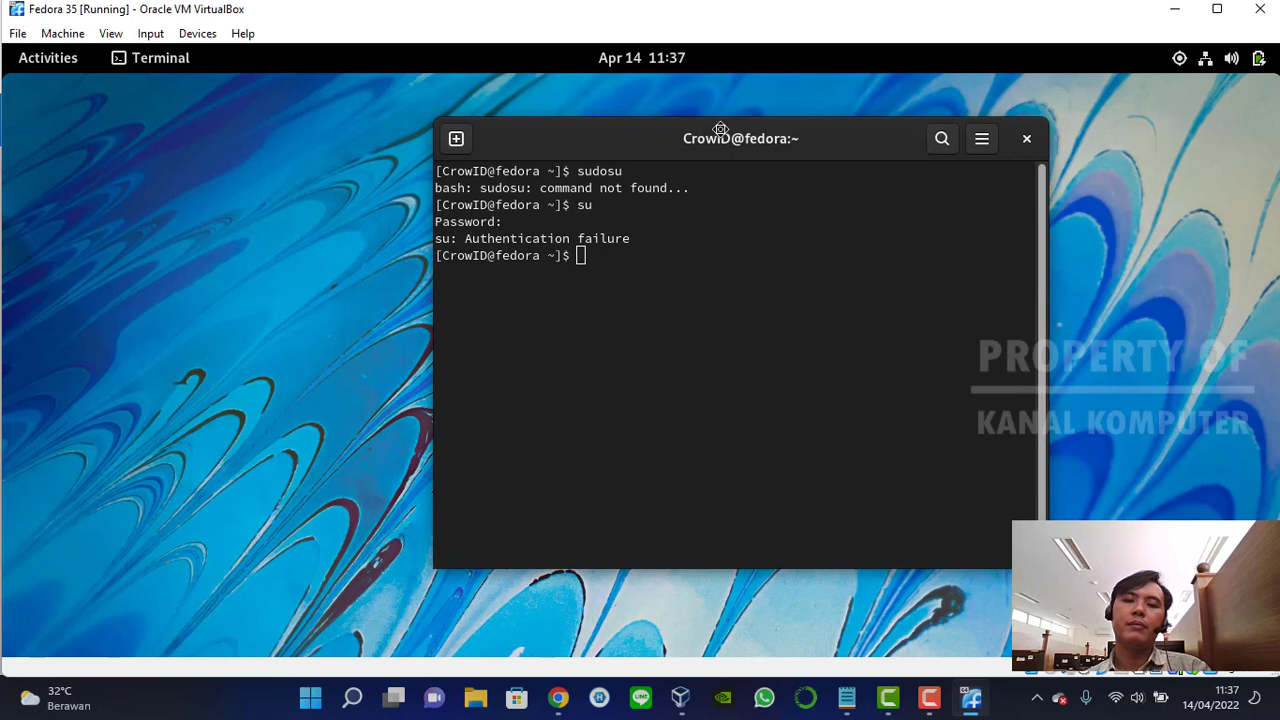 Fedora 35 [Running] - Oracle VM VirtualBox
File Machine View Input Devices Help
Activities Terminal Apr 14 11:37
CrowID@fedora:~
[CrowID@fedora ~]$ sudosu
bash: sudosu: command not found...
[CrowID@fedora ~]$ su
Password:
su: Authentication failure
[CrowID@fedora ~]$
PROPERTY OF
KANAL KOMPUTER
32°C
Berawan
LINE
11:37
14/04/2022